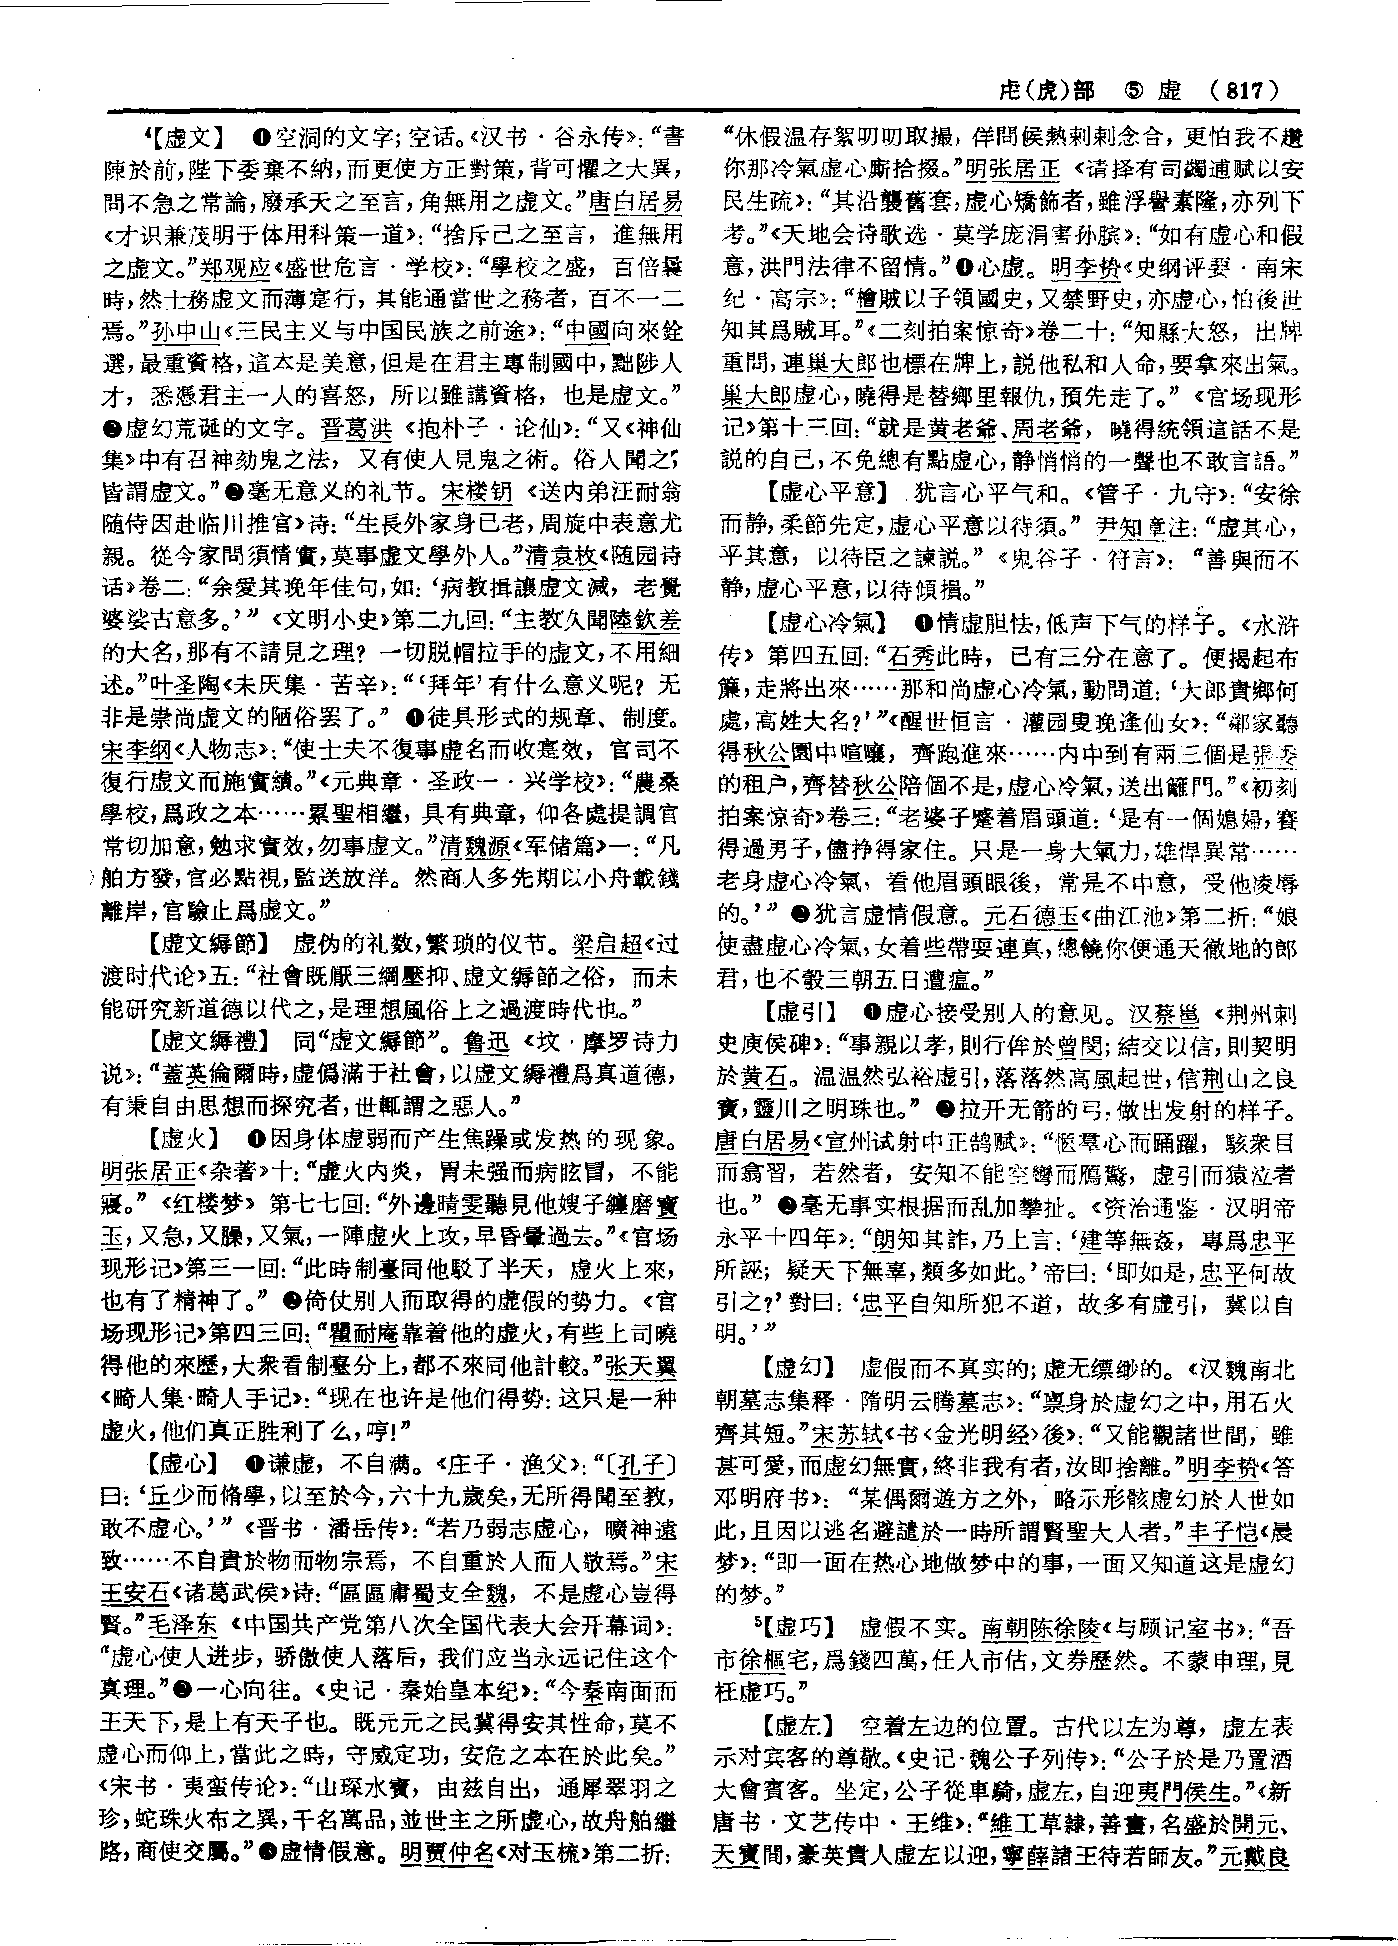 虍(虎)部 ⑤ 虚 (817)
⁴【虚文】 ❶空洞的文字;空话。《汉书·谷永传》:“書
陳於前,陛下委棄不納,而更使方正對策,背可懼之大異,
問不急之常論,廢承天之至言,角無用之虚文。”唐白居易
《才识兼茂明于体用科策一道》:“捨斥己之至言,進無用
之虚文。”郑观应《盛世危言·学校》:“學校之盛,百倍曩
時,然士務虚文而薄寔行,其能通當世之務者,百不一二
焉。”孙中山《三民主义与中国民族之前途》:“中國向來銓
選,最重資格,這本是美意,但是在君主專制國中,黜陟人
才,悉憑君主一人的喜怒,所以雖講資格,也是虚文。”
❷虚幻荒诞的文字。晋葛洪《抱朴子·论仙》:“又《神仙
集》中有召神劾鬼之法,又有使人見鬼之術。俗人聞之,
皆謂虚文。”❸毫无意义的礼节。宋楼钥《送内弟汪耐翁
随侍因赴临川推官》诗:“生長外家身已老,周旋中表意尤
親。從今家問須情實,莫事虚文學外人。”清袁枚《随园诗
话》卷二:“余愛其晚年佳句,如:‘病教揖讓虚文減,老覺
婆娑古意多。’”《文明小史》第二九回:“主教久聞陸欽差
的大名,那有不請見之理?一切脱帽拉手的虚文,不用細
述。”叶圣陶《未厌集·苦辛》:“‘拜年’有什么意义呢?无
非是崇尚虚文的陋俗罢了。”❹徒具形式的规章、制度。
宋李纲《人物志》:“使士夫不復事虚名而收寔效,官司不
復行虚文而施實績。”《元典章·圣政一·兴学校》:“農桑
學校,爲政之本……累聖相繼,具有典章,仰各處提調官
常切加意,勉求實效,勿事虚文。”清魏源《军储篇》一:“凡
舶方發,官必點視,監送放洋。然商人多先期以小舟載錢
離岸,官驗止爲虚文。”
【虚文縟節】 虚伪的礼数,繁琐的仪节。梁启超《过
渡时代论》五:“社會既厭三綱壓抑、虚文縟節之俗,而未
能研究新道德以代之,是理想風俗上之過渡時代也。”
【虚文縟禮】 同“虚文縟節”。鲁迅《坟·摩罗诗力
说》:“蓋英倫爾時,虚僞滿于社會,以虚文縟禮爲真道德,
有秉自由思想而探究者,世輒謂之惡人。”
【虚火】 ❶因身体虚弱而产生焦躁或发热的现象。
明张居正《杂著》十:“虚火内炎,胃未强而病眩冒,不能
寢。”《红楼梦》第七七回:“外邊晴雯聽見他嫂子纏磨寶
玉,又急,又臊,又氣,一陣虚火上攻,早昏暈過去。”《官场
现形记》第三一回:“此時制臺同他駁了半天,虚火上來,
也有了精神了。”❷倚仗别人而取得的虚假的势力。《官
场现形记》第四三回:“瞿耐庵靠着他的虚火,有些上司曉
得他的來歷,大衆看制臺分上,都不來同他計較。”张天翼
《畸人集·畸人手记》:“现在也许是他们得势:这只是一种
虚火,他们真正胜利了么,哼!”
【虚心】 ❶谦虚,不自满。《庄子·渔父》:“〔孔子〕
曰:‘丘少而脩學,以至於今,六十九歲矣,无所得聞至教,
敢不虚心。’”《晋书·潘岳传》:“若乃弱志虚心,曠神遠
致……不自貴於物而物宗焉,不自重於人而人敬焉。”宋
王安石《诸葛武侯》诗:“區區庸蜀支全魏,不是虚心豈得
賢。”毛泽东《中国共产党第八次全国代表大会开幕词》:
“虚心使人进步,骄傲使人落后,我们应当永远记住这个
真理。”❷一心向往。《史记·秦始皇本纪》:“今秦南面而
王天下,是上有天子也。既元元之民冀得安其性命,莫不
虚心而仰上,當此之時,守威定功,安危之本在於此矣。”
《宋书·夷蛮传论》:“山琛水寶,由兹自出,通犀翠羽之
珍,蛇珠火布之異,千名萬品,並世主之所虚心,故舟舶繼
路,商使交屬。”❸虚情假意。明贾仲名《对玉梳》第二折:
“休假温存絮叨叨取撮,佯問候熱剌剌念合,更怕我不趲
你那冷氣虚心廝拾掇。”明张居正《请择有司蠲逋赋以安
民生疏》:“其沿襲舊套,虚心矯飾者,雖浮譽素隆,亦列下
考。”《天地会诗歌选·莫学庞涓害孙膑》:“如有虚心和假
意,洪門法律不留情。”❹心虚。明李贽《史纲评要·南宋
纪·高宗》:“檜賊以子領國史,又禁野史,亦虚心,怕後世
知其爲賊耳。”《二刻拍案惊奇》卷二十:“知縣大怒,出牌
重問,連巢大郎也標在牌上,説他私和人命,要拿來出氣。
巢大郎虚心,曉得是替鄉里報仇,預先走了。”《官场现形
记》第十三回:“就是黄老爺、周老爺,曉得統領這話不是
説的自己,不免總有點虚心,静悄悄的一聲也不敢言語。”
【虚心平意】 犹言心平气和。《管子·九守》:“安徐
而静,柔節先定,虚心平意以待須。”尹知章注:“虚其心,
平其意,以待臣之諫説。”《鬼谷子·符言》:“善與而不
静,虚心平意,以待傾損。”
【虚心冷氣】 ❶情虚胆怯,低声下气的样子。《水浒
传》第四五回:“石秀此時,已有三分在意了。便揭起布
簾,走將出來……那和尚虚心冷氣,動問道:‘大郎貴鄉何
處,高姓大名?’”《醒世恒言·灌园叟晚逢仙女》:“鄰家聽
得秋公園中喧嚷,齊跑進來……内中到有兩三個是張委
的租户,齊替秋公陪個不是,虚心冷氣,送出籬門。”《初刻
拍案惊奇》卷三:“老婆子蹙着眉頭道:‘是有一個媳婦,賽
得過男子,儘挣得家住。只是一身大氣力,雄悍異常……
老身虚心冷氣,看他眉頭眼後,常是不中意,受他凌辱
的。’”❷犹言虚情假意。元石德玉《曲江池》第二折:“娘
使盡虚心冷氣,女着些帶耍連真,總饒你便通天徹地的郎
君,也不彀三朝五日遭瘟。”
【虚引】 ❶虚心接受别人的意见。汉蔡邕《荆州刺
史庾侯碑》:“事親以孝,則行侔於曾閔;結交以信,則契明
於黄石。温温然弘裕虚引,落落然高風起世,信荆山之良
寶,靈川之明珠也。”❷拉开无箭的弓,做出发射的样子。
唐白居易《宣州试射中正鹄赋》:“愜羣心而踊躍,駭衆目
而翕習,若然者,安知不能空彎而雁驚,虚引而猿泣者
也。”❸毫无事实根据而乱加攀扯。《资治通鉴·汉明帝
永平十四年》:“朗知其詐,乃上言:‘建等無姦,專爲忠平
所誣;疑天下無辜,類多如此。’帝曰:‘即如是,忠平何故
引之?’對曰:‘忠平自知所犯不道,故多有虚引,冀以自
明。’”
【虚幻】 虚假而不真实的;虚无缥缈的。《汉魏南北
朝墓志集释·隋明云腾墓志》:“禀身於虚幻之中,用石火
齊其短。”宋苏轼《书〈金光明经〉後》:“又能觀諸世間,雖
甚可愛,而虚幻無實,終非我有者,汝即捨離。”明李贽《答
邓明府书》:“某偶爾遊方之外,略示形骸虚幻於人世如
此,且因以逃名避譴於一時所謂賢聖大人者。”丰子恺《晨
梦》:“即一面在热心地做梦中的事,一面又知道这是虚幻
的梦。”
⁵【虚巧】 虚假不实。南朝陈徐陵《与顾记室书》:“吾
市徐樞宅,爲錢四萬,任人市估,文券歷然。不蒙申理,見
枉虚巧。”
【虚左】 空着左边的位置。古代以左为尊,虚左表
示对宾客的尊敬。《史记·魏公子列传》:“公子於是乃置酒
大會賓客。坐定,公子從車騎,虚左,自迎夷門侯生。”《新
唐书·文艺传中·王维》:“維工草隸,善畫,名盛於開元、
天寶間,豪英貴人虚左以迎,寧薛諸王待若師友。”元戴良